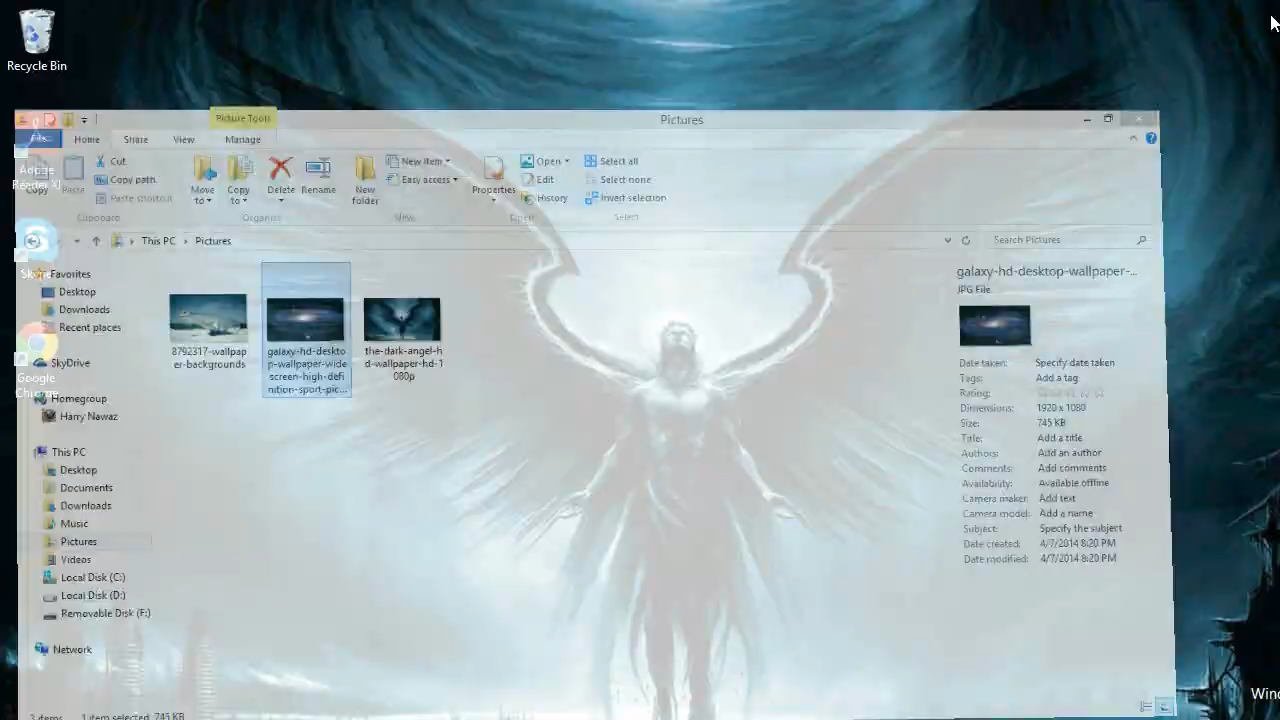 Recycle Bin
Picture Tools
Pictures
File
Home
Share
View
Manage
Adobe
Reader XI
Copy
Paste
Cut
Copy path
Paste shortcut
Clipboard
Move
to
Copy
to
Delete
Rename
Organize
New
folder
New item
Easy access
New
Properties
Open
Edit
History
Open
Select all
Select none
Invert selection
Select
This PC
Pictures
Search Pictures
Favorites
Desktop
Downloads
Recent places
SkyDrive
Google
Homegroup
Harry Nawaz
This PC
Desktop
Documents
Downloads
Music
Pictures
Videos
Local Disk (C:)
Local Disk (D:)
Removable Disk (F:)
Network
8792317-wallpap
er-backgrounds
galaxy-hd-deskto
p-wallpaper-wide
screen-high-defi
nition-sport-pic...
the-dark-angel-h
d-wallpaper-hd-1
080p
galaxy-hd-desktop-wallpaper-...
JPG File
Date taken: Specify date taken
Tags: Add a tag
Rating:
Dimensions: 1920 x 1080
Size: 745 KB
Title: Add a title
Authors: Add an author
Comments: Add comments
Availability: Available offline
Camera maker: Add text
Camera model: Add a name
Subject: Specify the subject
Date created: 4/7/2014 8:20 PM
Date modified: 4/7/2014 8:20 PM
3 items
1 item selected 745 KB
Wind